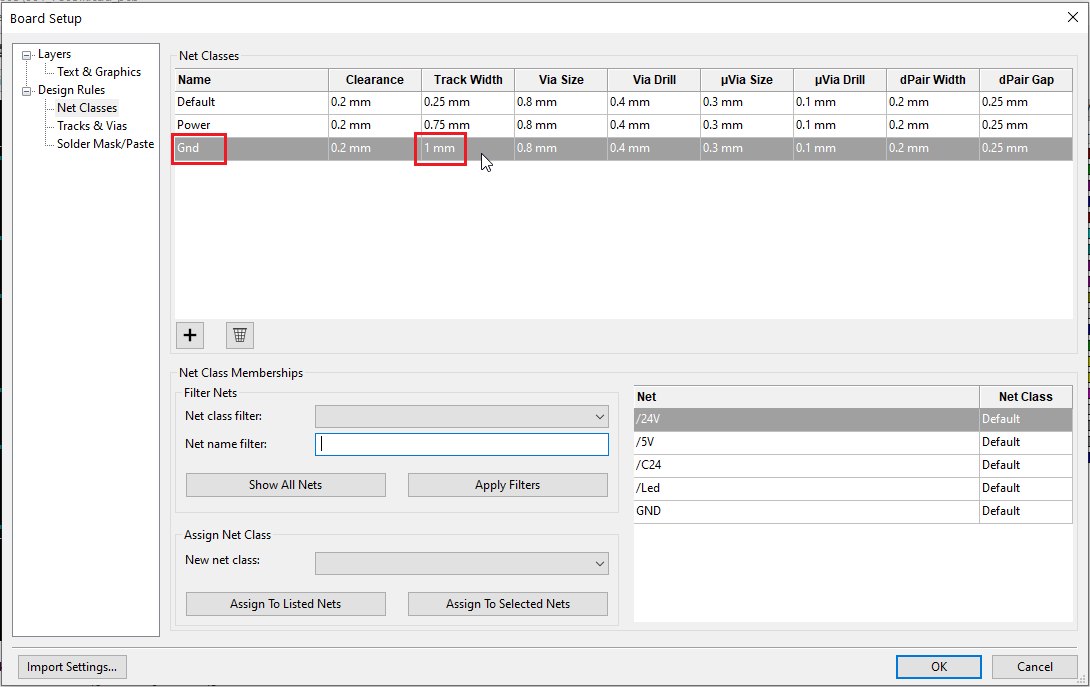 Board Setup
Layers
Text & Graphics
Design Rules
Net Classes
Tracks & Vias
Solder Mask/Paste
Net Classes
Name Clearance Track Width Via Size Via Drill µVia Size µVia Drill dPair Width dPair Gap
Default 0.2 mm 0.25 mm 0.8 mm 0.4 mm 0.3 mm 0.1 mm 0.2 mm 0.25 mm
Power 0.2 mm 0.75 mm 0.8 mm 0.4 mm 0.3 mm 0.1 mm 0.2 mm 0.25 mm
Gnd 0.2 mm 1 mm 0.8 mm 0.4 mm 0.3 mm 0.1 mm 0.2 mm 0.25 mm
Net Class Memberships
Filter Nets
Net class filter:
Net name filter:
Show All Nets Apply Filters
Assign Net Class
New net class:
Assign To Listed Nets Assign To Selected Nets
Net Net Class
/24V Default
/5V Default
/C24 Default
/Led Default
GND Default
Import Settings... OK Cancel